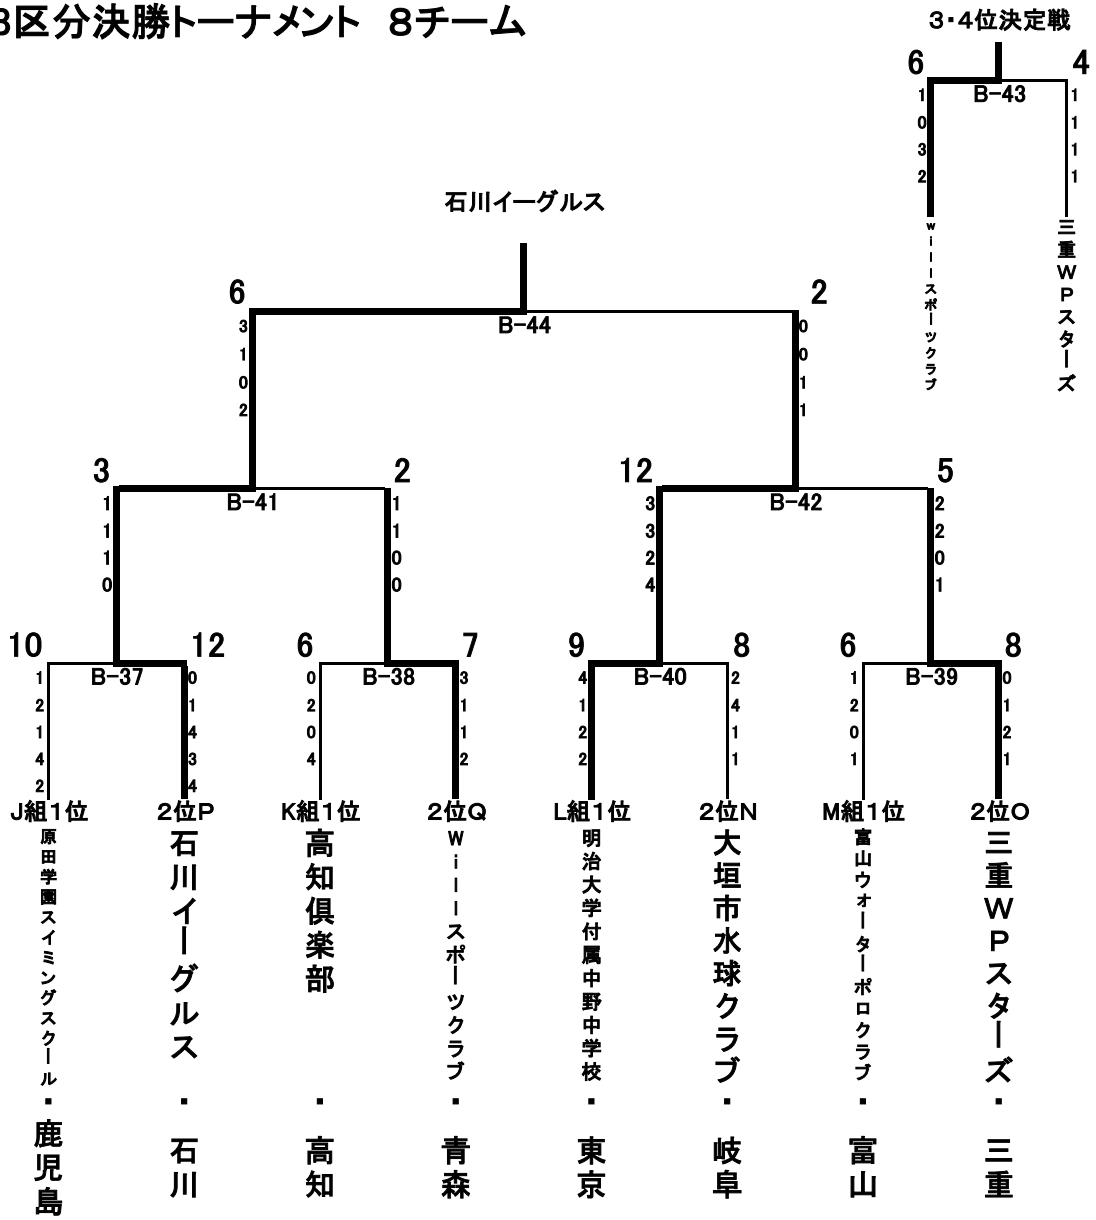 3区分決勝トーナメント　8チーム
3・4位決定戦
6 4
B-43
1 1
0 1
3 1
2 1
willスポーツクラブ
三重WPスターズ
石川イーグルス
6 2
B-44
3 0
1 0
0 1
2 1
3 2 12 5
B-41 B-42
1 1 3 2
1 1 3 2
1 0 2 0
0 0 4 1
10 12 6 7 9 8 6 8
B-37 B-38 B-40 B-39
1 0 0 3 4 2 1 0
2 1 2 1 1 4 2 1
1 4 0 1 2 1 0 2
4 3 4 2 2 1 1 1
2 4
J組1位 2位P K組1位 2位Q L組1位 2位N M組1位 2位O
原田学園スイミングスクール・鹿児島
石川イーグルス・石川
高知倶楽部・高知
Willスポーツクラブ・青森
明治大学付属中野中学校・東京
大垣市水球クラブ・岐阜
富山ウォーターポロクラブ・富山
三重WPスターズ・三重